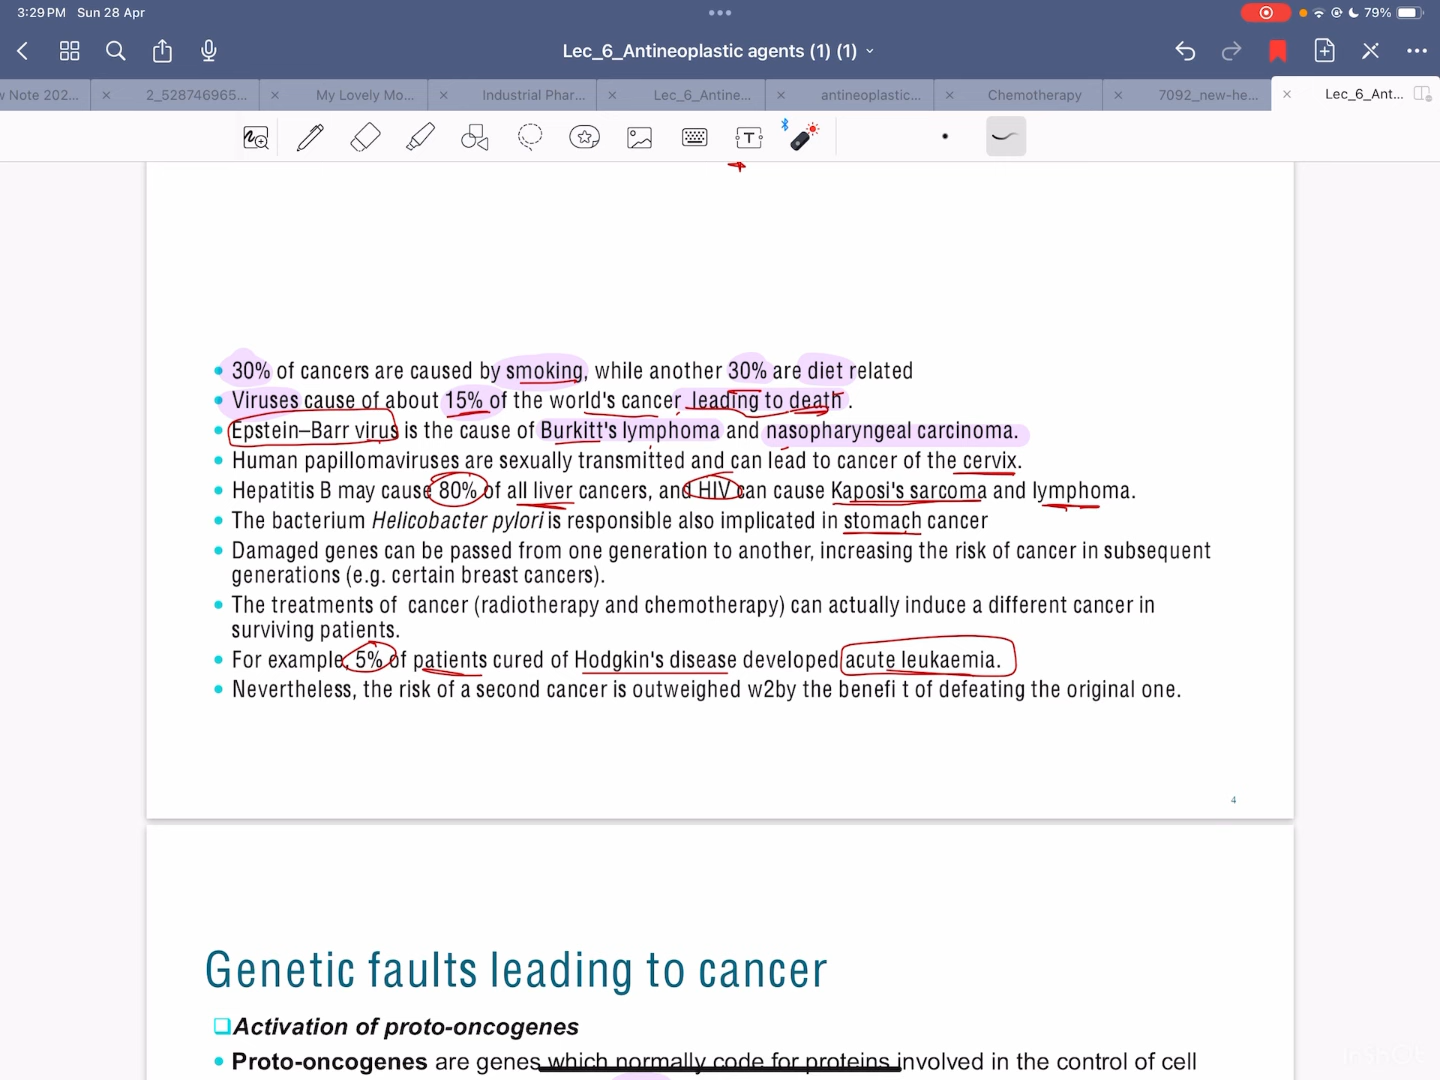 3:29 PM Sun 28 Apr
79%
Lec_6_Antineoplastic agents (1) (1)
w Note 202...
2_528746965...
My Lovely Mo...
Industrial Phar...
Lec_6_Antine...
antineoplastic...
Chemotherapy
7092_new-he...
Lec_6_Ant...
• 30% of cancers are caused by smoking, while another 30% are diet related
• Viruses cause of about 15% of the world's cancer leading to death .
• Epstein–Barr virus is the cause of Burkitt's lymphoma and nasopharyngeal carcinoma.
• Human papillomaviruses are sexually transmitted and can lead to cancer of the cervix.
• Hepatitis B may cause 80% of all liver cancers, and HIV can cause Kaposi's sarcoma and lymphoma.
• The bacterium Helicobacter pylori is responsible also implicated in stomach cancer
• Damaged genes can be passed from one generation to another, increasing the risk of cancer in subsequent
generations (e.g. certain breast cancers).
• The treatments of cancer (radiotherapy and chemotherapy) can actually induce a different cancer in
surviving patients.
• For example, 5% of patients cured of Hodgkin's disease developed acute leukaemia.
• Nevertheless, the risk of a second cancer is outweighed w2by the benefi t of defeating the original one.
4
Genetic faults leading to cancer
Activation of proto-oncogenes
• Proto-oncogenes are genes which normally code for proteins involved in the control of cell
InShOt